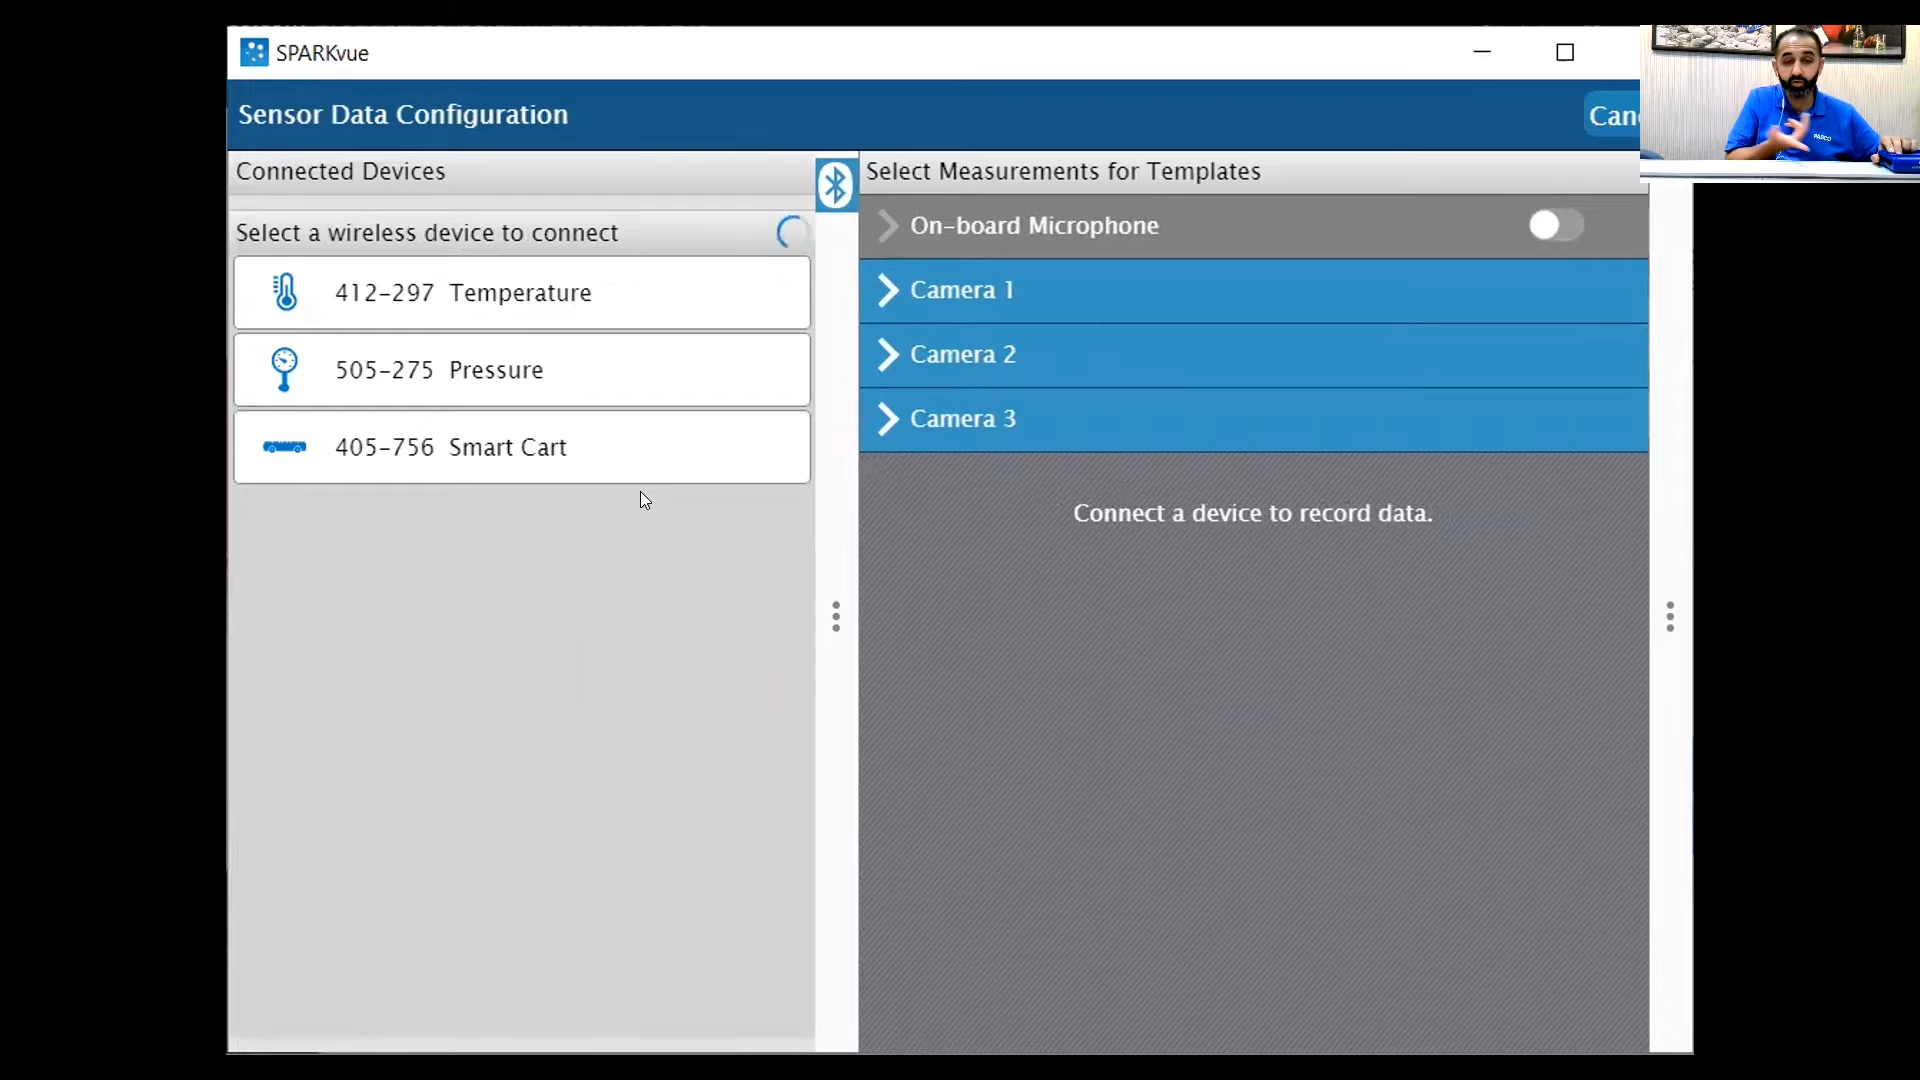 SPARKvue
Sensor Data Configuration
Can
Connected Devices
Select Measurements for Templates
Select a wireless device to connect
On-board Microphone
412-297 Temperature
Camera 1
505-275 Pressure
Camera 2
405-756 Smart Cart
Camera 3
Connect a device to record data.
PASCO